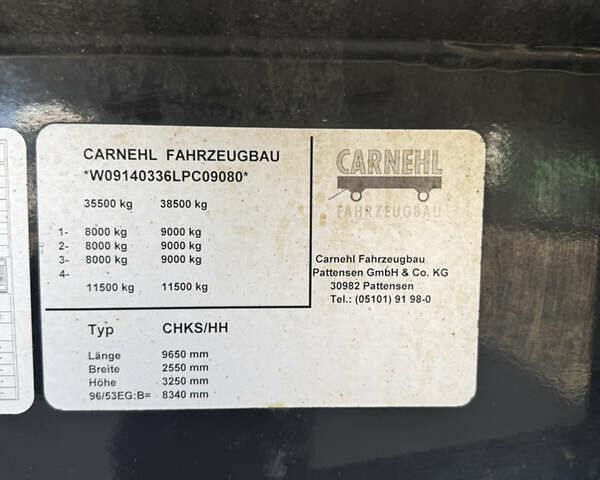 CARNEHL FAHRZEUGBAU
*W09140336LPC09080*
35500 kg 38500 kg
1- 8000 kg 9000 kg
2- 8000 kg 9000 kg
3- 8000 kg 9000 kg
4-
11500 kg 11500 kg
Typ CHKS/HH
Länge 9650 mm
Breite 2550 mm
Höhe 3250 mm
96/53EG:B= 8340 mm
CARNEHL
FAHRZEUGBAU
Carnehl Fahrzeugbau
Pattensen GmbH & Co. KG
30982 Pattensen
Tel.: (05101) 91 98-0